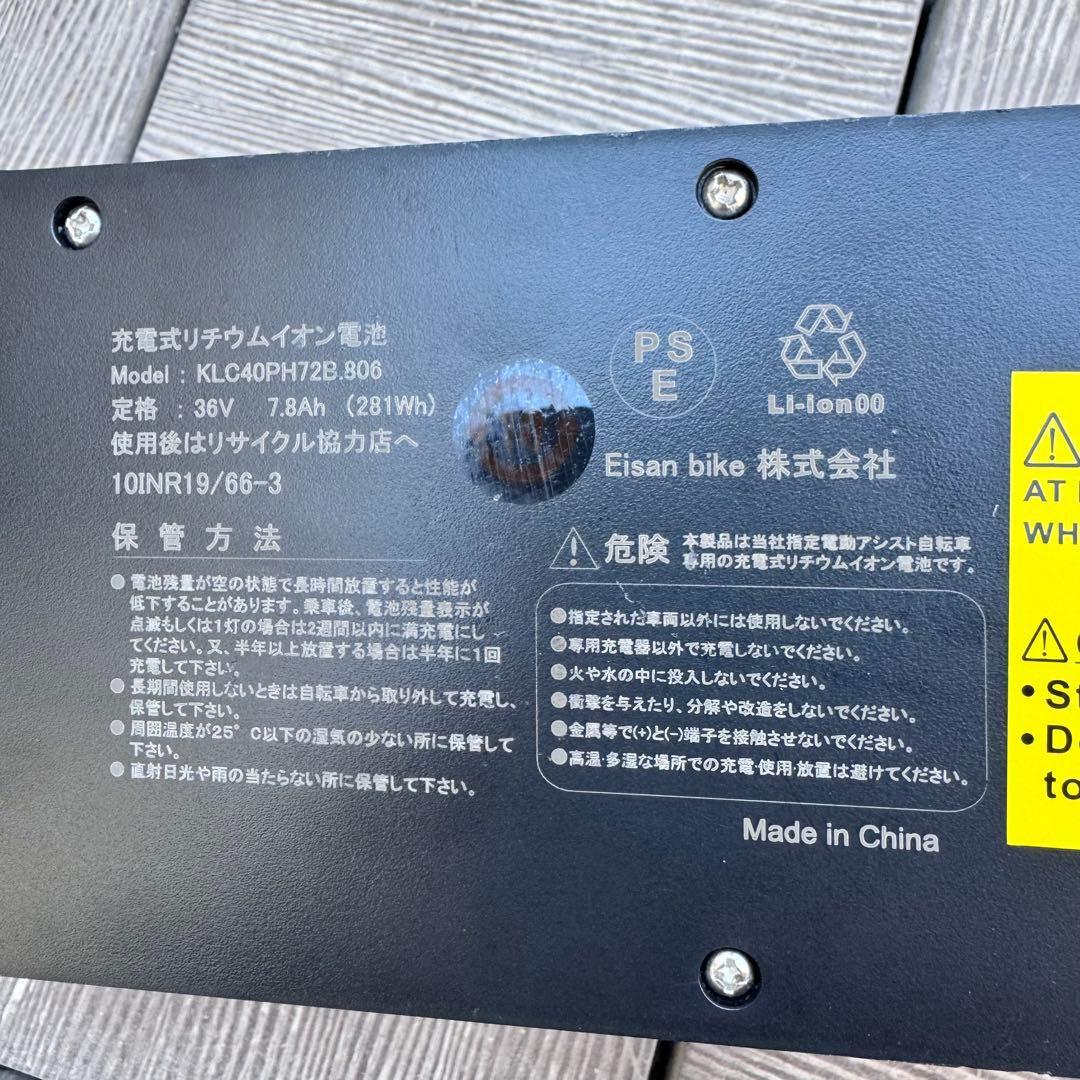 充電式リチウムイオン電池
Model : KLC40PH72B.806
定格 : 36V 7.8Ah (281Wh)
使用後はリサイクル協力店へ
10INR19/66-3
保管方法
● 電池残量が空の状態で長時間放置すると性能が
低下することがあります。乗車後、電池残量表示が
点滅もしくは1灯の場合は2週間以内に満充電にし
てください。又、半年以上放置する場合は半年に1回
充電して下さい。
● 長期間使用しないときは自転車から取り外して充電し、
保管して下さい。
● 周囲温度が25°C以下の湿気の少ない所に保管して
下さい。
● 直射日光や雨の当たらない所に保管して下さい。
PS
E
Li-Ion00
Eisan bike 株式会社
危険 本製品は当社指定電動アシスト自転車
専用の充電式リチウムイオン電池です。
●指定された車両以外には使用しないでください。
●専用充電器以外で充電しないでください。
●火や水の中に投入しないでください。
●衝撃を与えたり、分解や改造をしないでください。
●金属等で(+)と(-)端子を接触させないでください。
●高温・多湿な場所での充電・使用・放置は避けてください。
Made in China
AT
WH
• St
• D
to